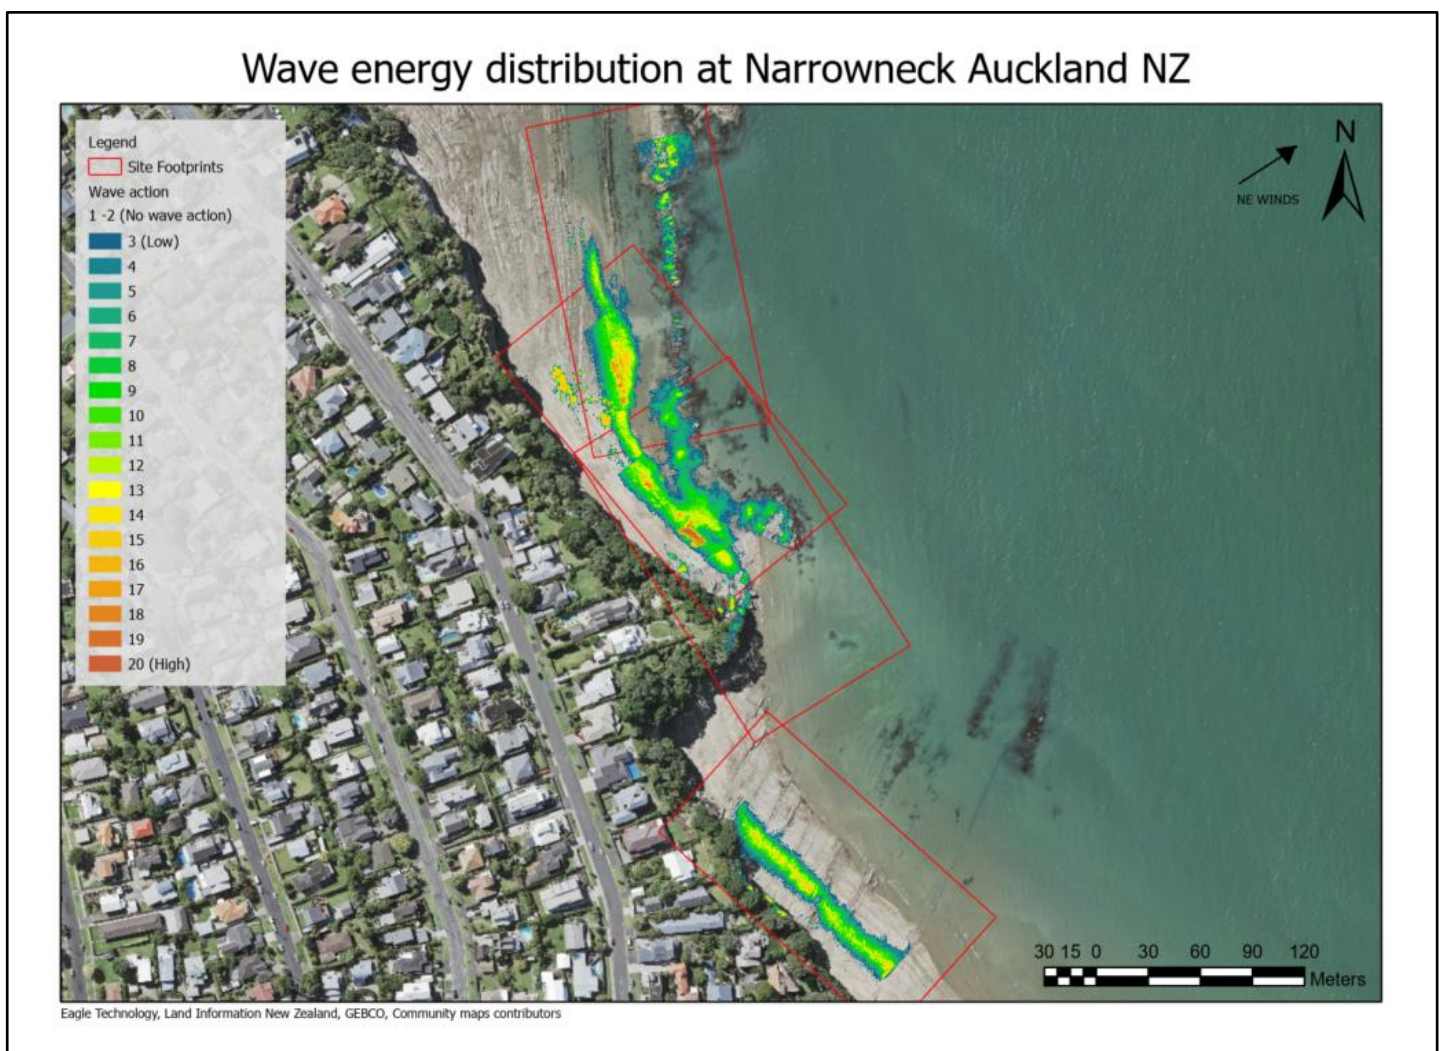 Wave energy distribution at Narrowneck Auckland NZ
Legend
Site Footprints
Wave action
1 -2 (No wave action)
3 (Low)
4
5
6
7
8
9
10
11
12
13
14
15
16
17
18
19
20 (High)
N
NE WINDS
30 15 0 30 60 90 120
Meters
Eagle Technology, Land Information New Zealand, GEBCO, Community maps contributors